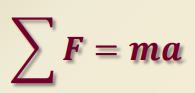 ∑ F = ma